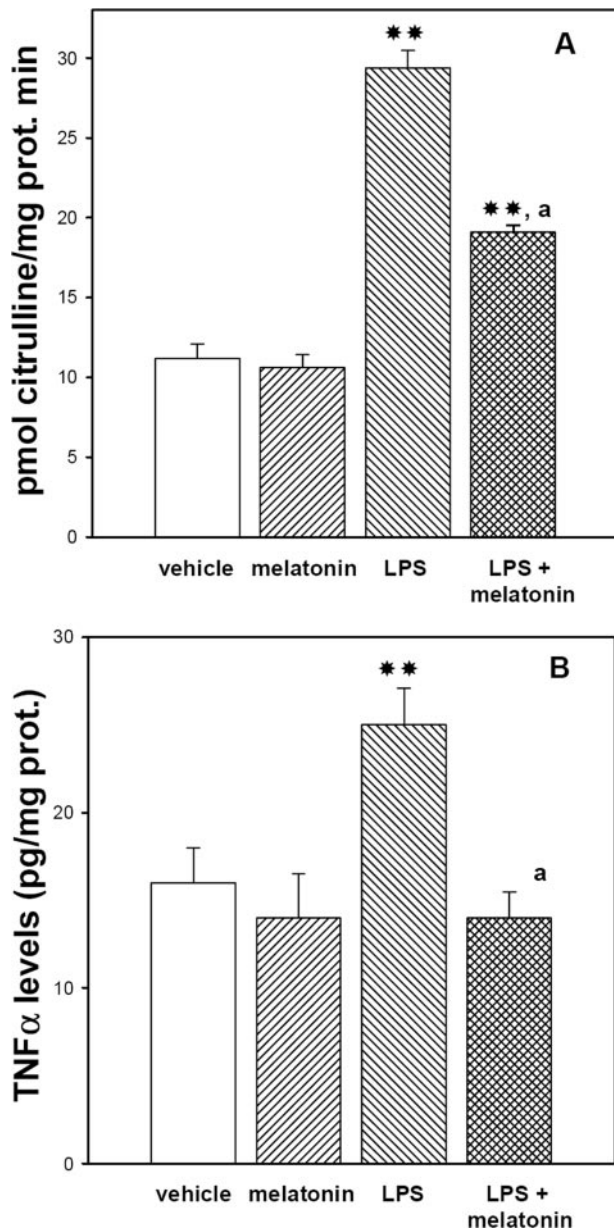 A
pmol citrulline/mg prot. min
30
25
20
15
10
5
0
✷✷
✷✷, a
vehicle melatonin LPS LPS +
melatonin
B
TNFα levels (pg/mg prot.)
30
20
10
0
✷✷
a
vehicle melatonin LPS LPS +
melatonin